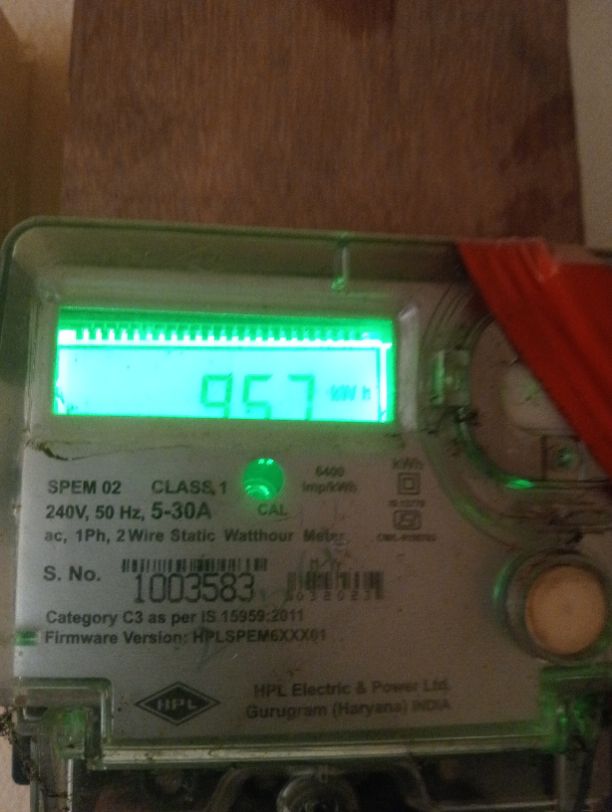 957 kWh
SPEM 02 CLASS 1
6400
imp/kWh
kWh
240V, 50 Hz, 5-30A
CAL
ac, 1Ph, 2 Wire Static Watthour Meter
S. No.
1003583
Category C3 as per IS 15959:2011
Firmware Version: HPLSPEM6XXX01
HPL
HPL Electric & Power Ltd.
Gurugram (Haryana) INDIA